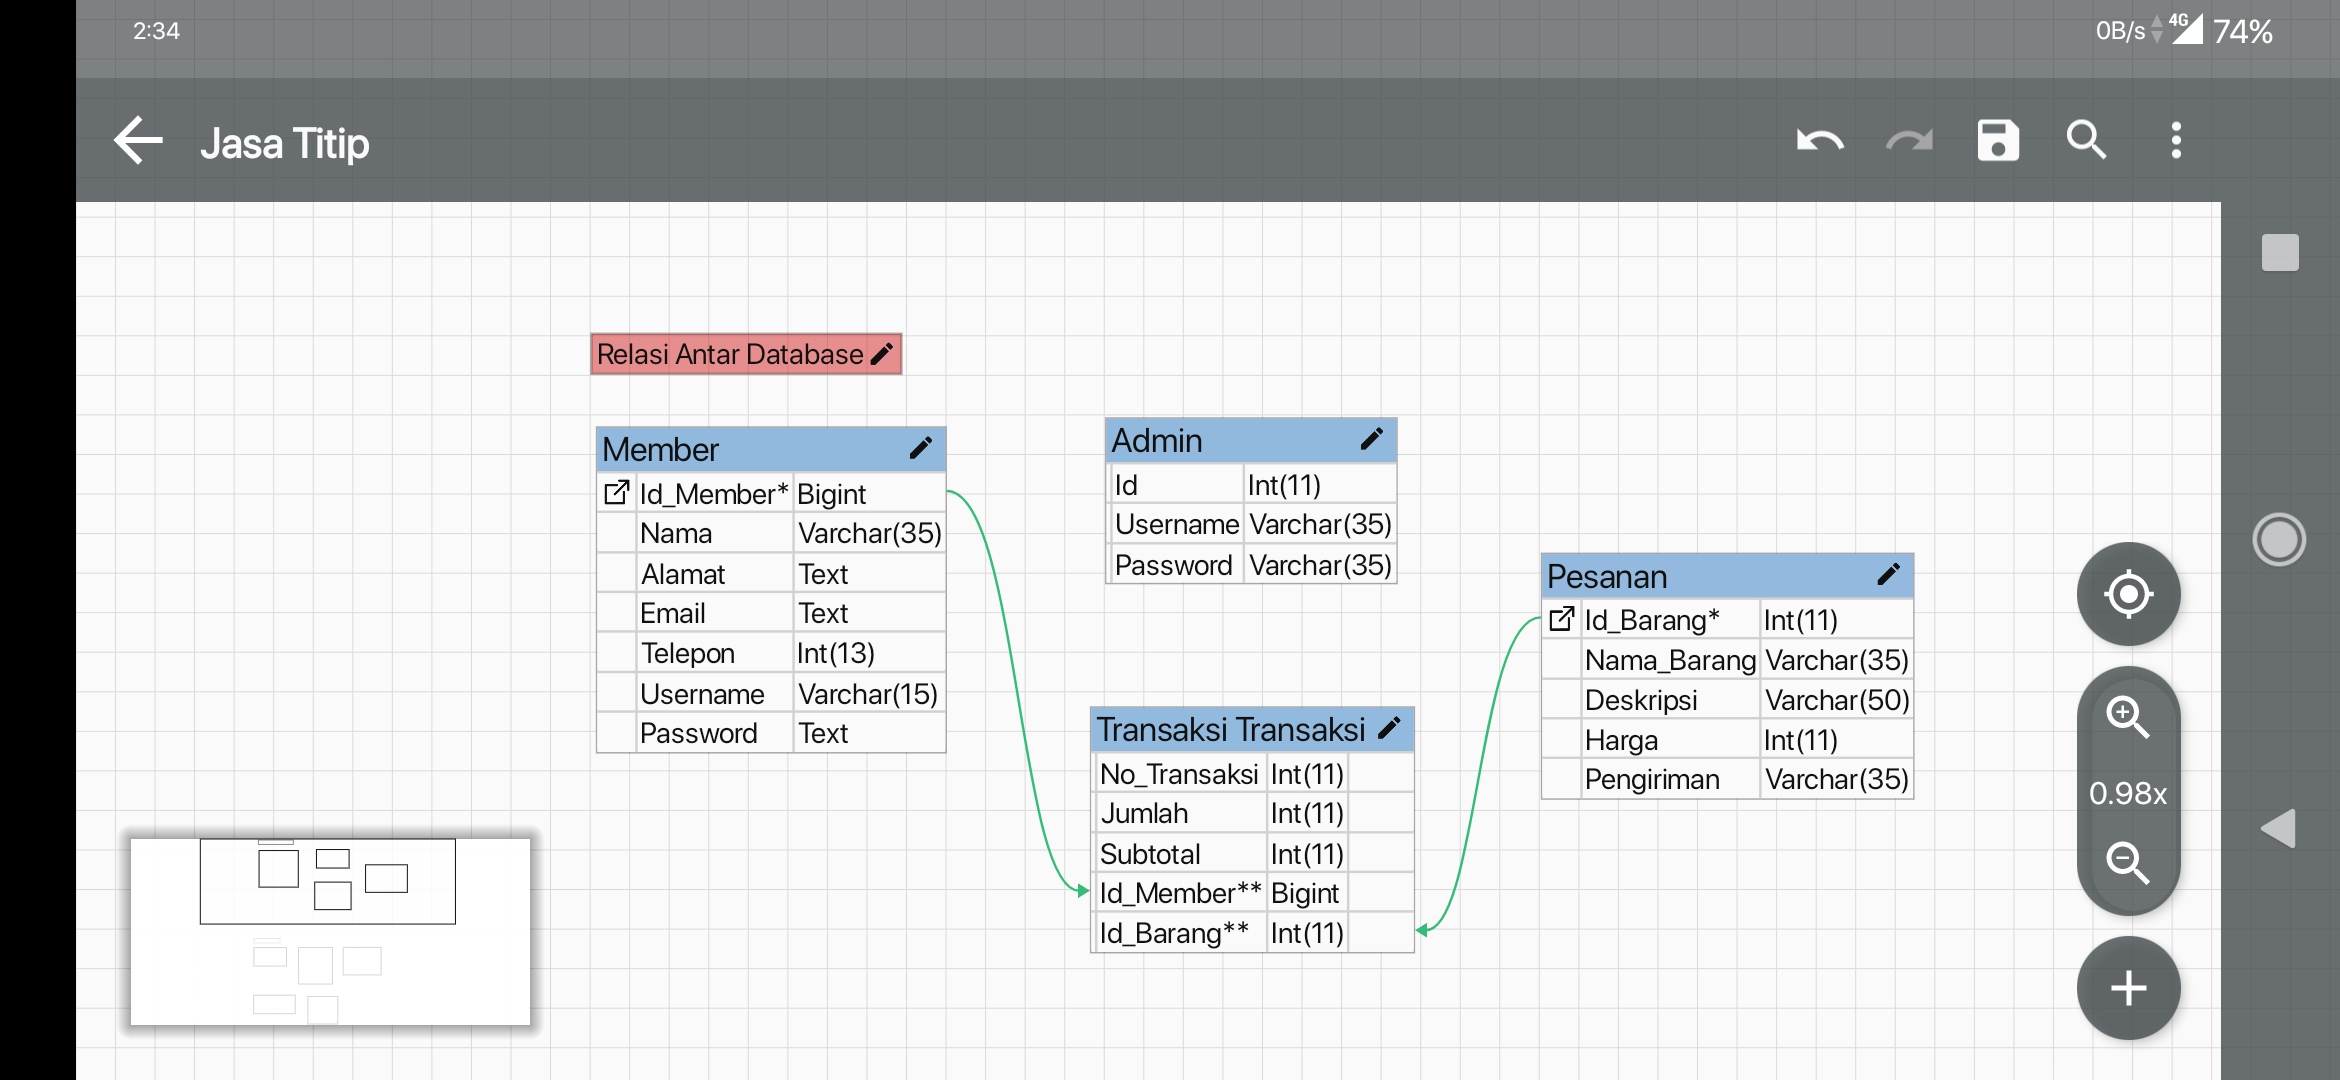 2:34
0B/s 4G 74%
Jasa Titip
Relasi Antar Database
Member
Id_Member* Bigint
Nama Varchar(35)
Alamat Text
Email Text
Telepon Int(13)
Username Varchar(15)
Password Text
Admin
Id Int(11)
Username Varchar(35)
Password Varchar(35)
Transaksi Transaksi
No_Transaksi Int(11)
Jumlah Int(11)
Subtotal Int(11)
Id_Member** Bigint
Id_Barang** Int(11)
Pesanan
Id_Barang* Int(11)
Nama_Barang Varchar(35)
Deskripsi Varchar(50)
Harga Int(11)
Pengiriman Varchar(35)
0.98x